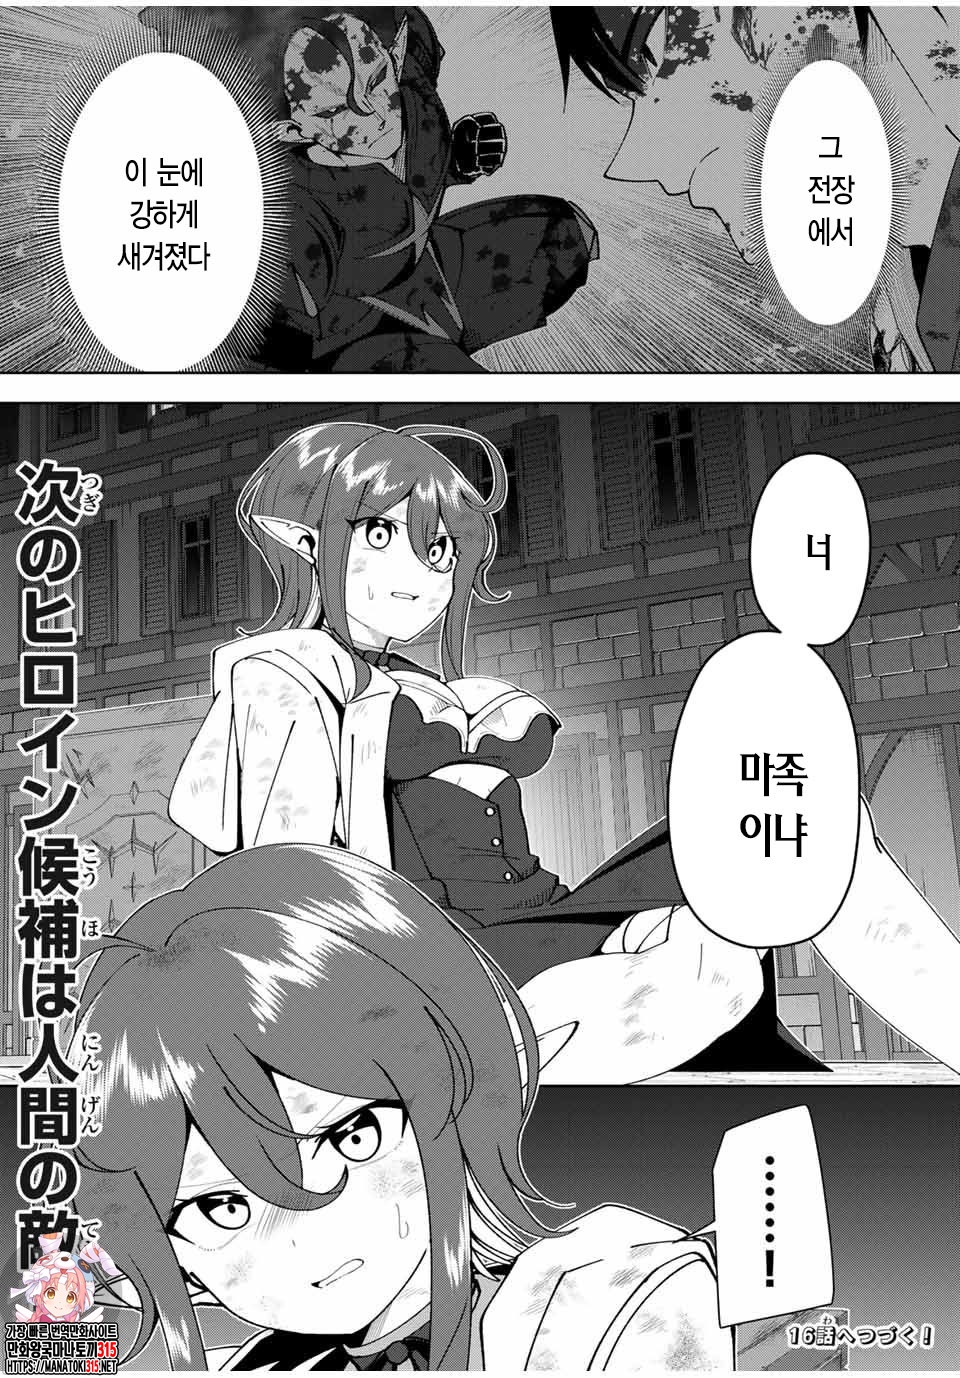 그
전장
에서
이 눈에
강하게
새겨졌다
너
마족
이냐
………!
次のヒロイン候補は人間の敵
つぎ
こう
ほ
にん
げん
て
わ
16話へつづく!
가장 빠른 번역만화사이트
만화왕국마나토끼315
HTTPS://MANATOKI315.NET